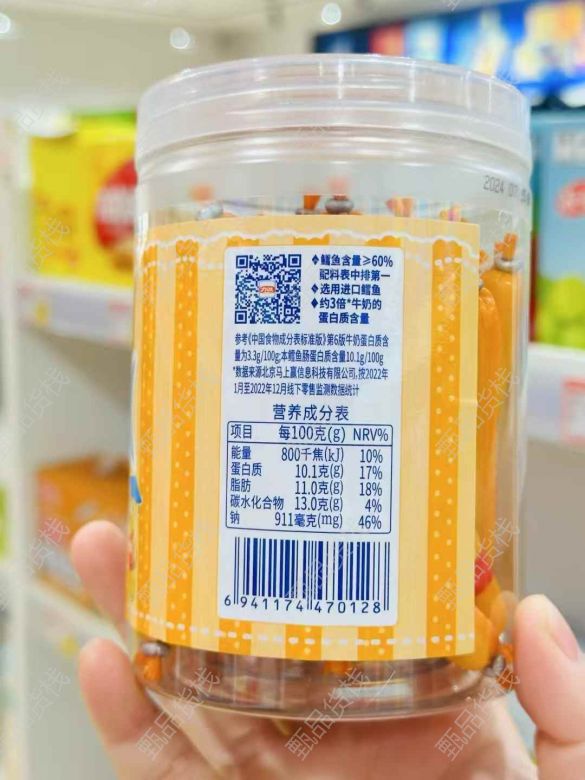 2024 07
◆鳕鱼含量≥60%
配料表中排第一
◆选用进口鳕鱼
◆约3倍*牛奶的
蛋白质含量
参考《中国食物成分表标准版》第6版牛奶蛋白质含
量为3.3g/100g;本鳕鱼肠蛋白质含量10.1g/100g
*数据来源北京马上赢信息科技有限公司,按2022年
1月至2022年12月线下零售监测数据统计
营养成分表
项目 每100克(g) NRV%
能量 800千焦(kJ) 10%
蛋白质 10.1克(g) 17%
脂肪 11.0克(g) 18%
碳水化合物 13.0克(g) 4%
钠 911毫克(mg) 46%
6 941174 470128
甄品货栈